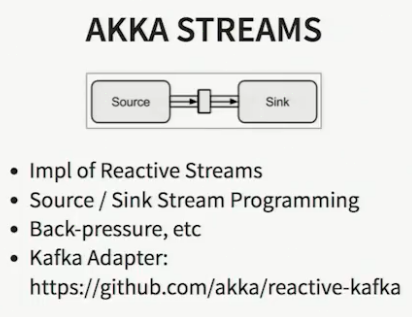 AKKA STREAMS
Source
Sink
• Impl of Reactive Streams
• Source / Sink Stream Programming
• Back-pressure, etc
• Kafka Adapter:
https://github.com/akka/reactive-kafka